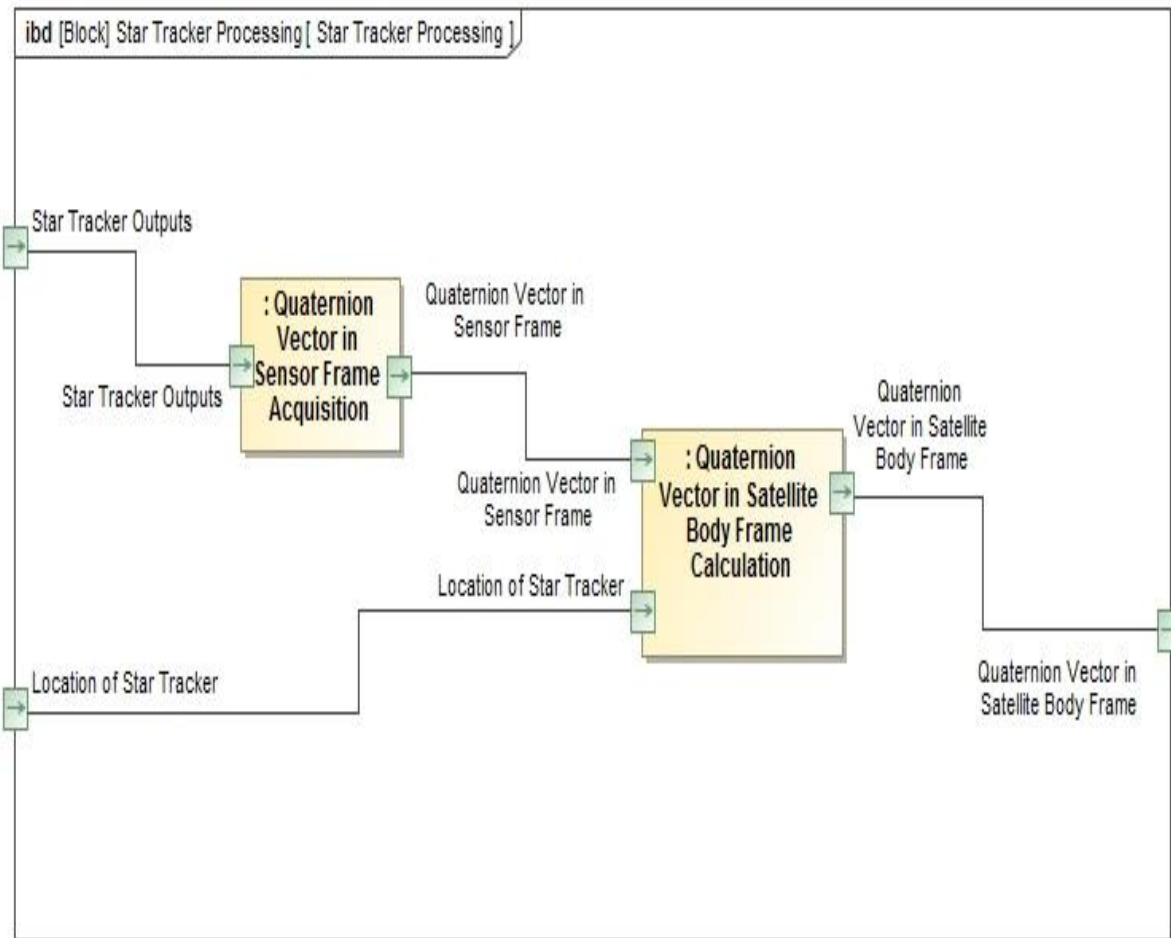 ibd [Block] Star Tracker Processing[ Star Tracker Processing ]
Star Tracker Outputs
: Quaternion
Vector in
Sensor Frame
Acquisition
Star Tracker Outputs
Quaternion Vector in
Sensor Frame
Quaternion Vector in
Sensor Frame
: Quaternion
Vector in Satellite
Body Frame
Calculation
Quaternion
Vector in Satellite
Body Frame
Location of Star Tracker
Location of Star Tracker
Quaternion Vector in
Satellite Body Frame